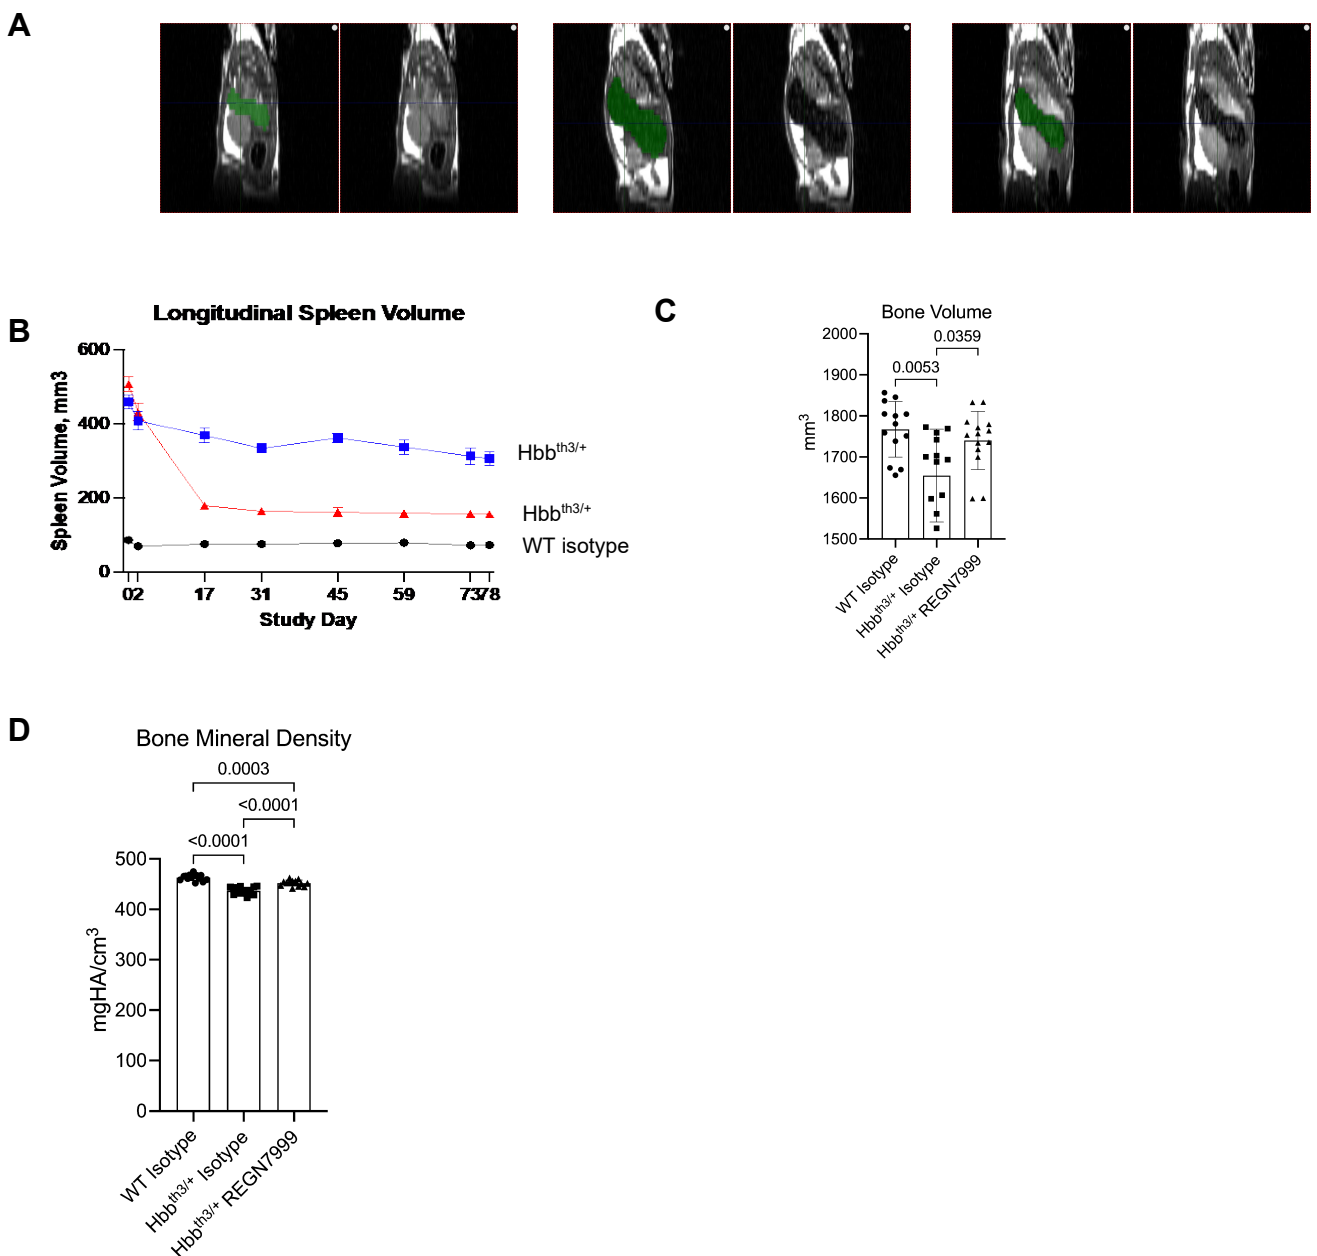 A
B
Longitudinal Spleen Volume
Spleen Volume, mm3
600
400
200
0
02 17 31 45 59 7378
Study Day
Hbbth3/+
Hbbth3/+
WT isotype
C
Bone Volume
0.0359
0.0053
mm3
2000
1900
1800
1700
1600
1500
WT Isotype
Hbbth3/+ Isotype
Hbbth3/+ REGN7999
D
Bone Mineral Density
0.0003
<0.0001
<0.0001
mgHA/cm3
500
400
300
200
100
0
WT Isotype
Hbbth3/+ Isotype
Hbbth3/+ REGN7999